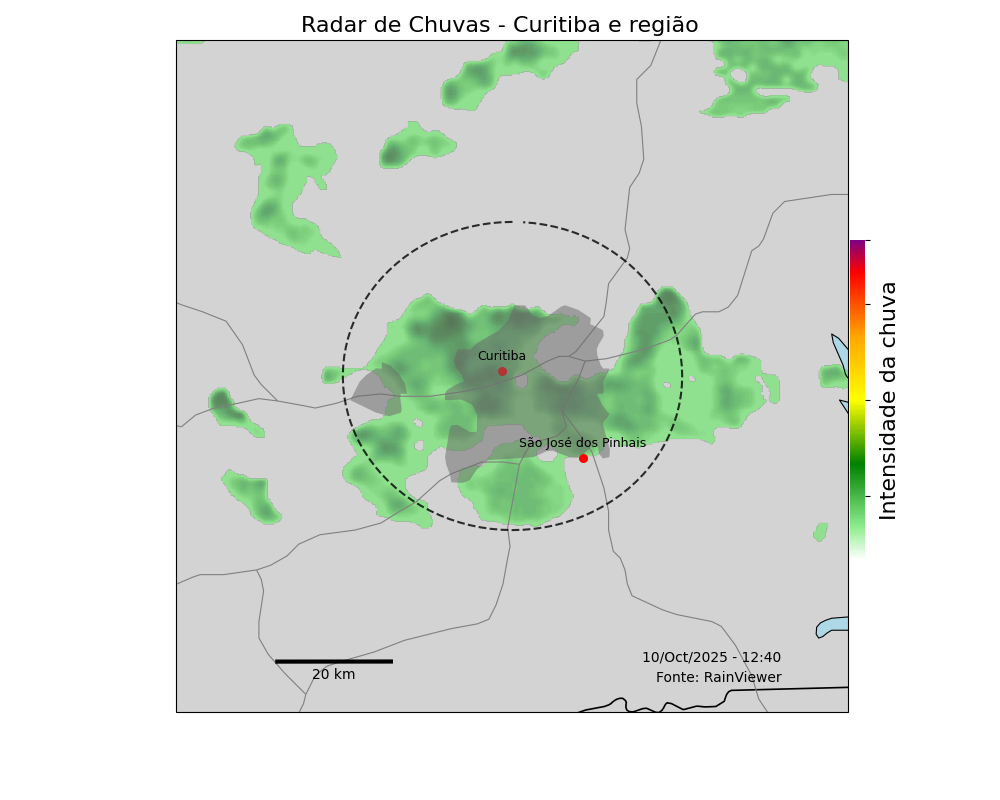 Radar de Chuvas - Curitiba e região
Curitiba
São José dos Pinhais
Intensidade da chuva
10/Oct/2025 - 12:40
Fonte: RainViewer
20 km